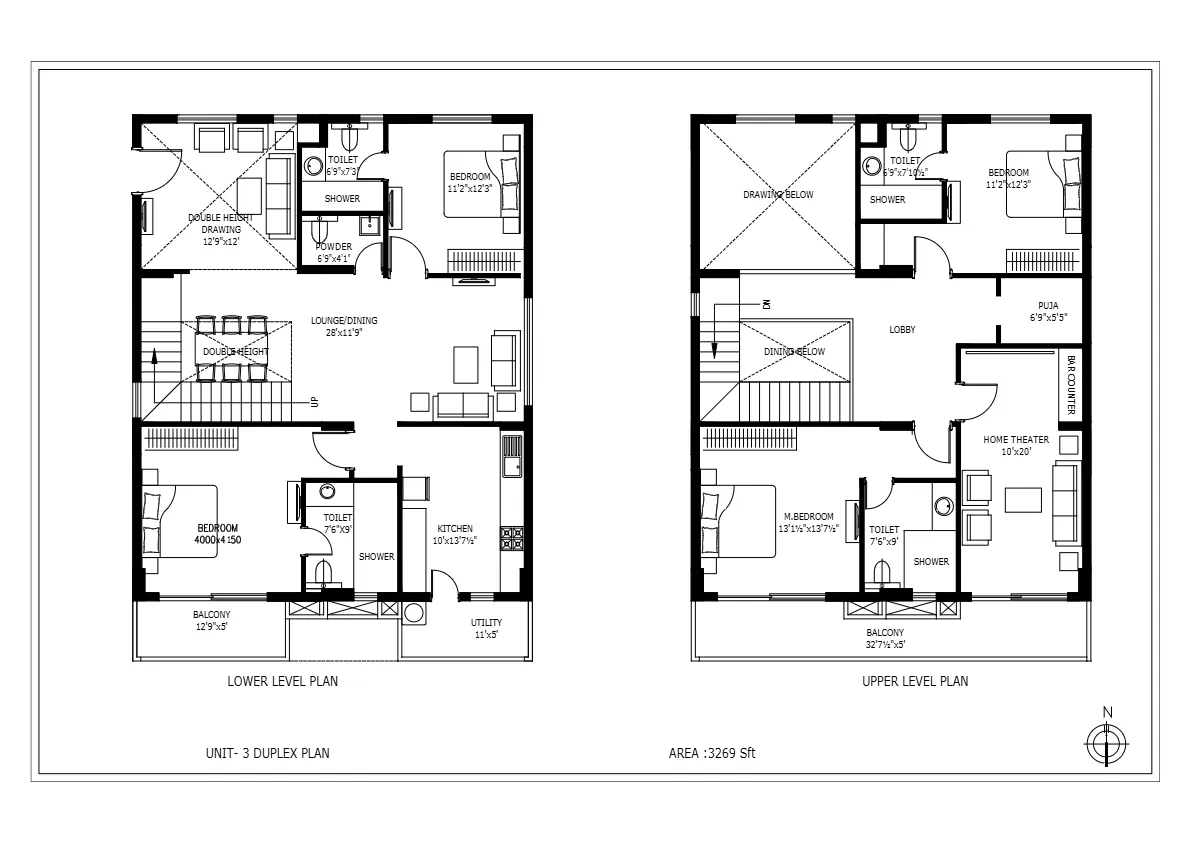 DOUBLE HEIGHT
DRAWING
12'9"x12'
TOILET
6'9"x7'3"
SHOWER
POWDER
6'9"x4'1"
BEDROOM
11'2"x12'3"
LOUNGE/DINING
28'x11'9"
DOUBLE HEIGHT
UP
BEDROOM
4000x4150
TOILET
7'6"X9'
SHOWER
KITCHEN
10'x13'7½"
BALCONY
12'9"x5'
UTILITY
11'x5'
LOWER LEVEL PLAN
DRAWING BELOW
TOILET
6'9"x7'10½"
SHOWER
BEDROOM
11'2"x12'3"
DN
PUJA
6'9"x5'5"
LOBBY
DINING BELOW
BAR COUNTER
HOME THEATER
10'x20'
M.BEDROOM
13'1½"x13'7½"
TOILET
7'6"x9'
SHOWER
BALCONY
32'7½"x5'
UPPER LEVEL PLAN
UNIT- 3 DUPLEX PLAN
AREA :3269 Sft
N